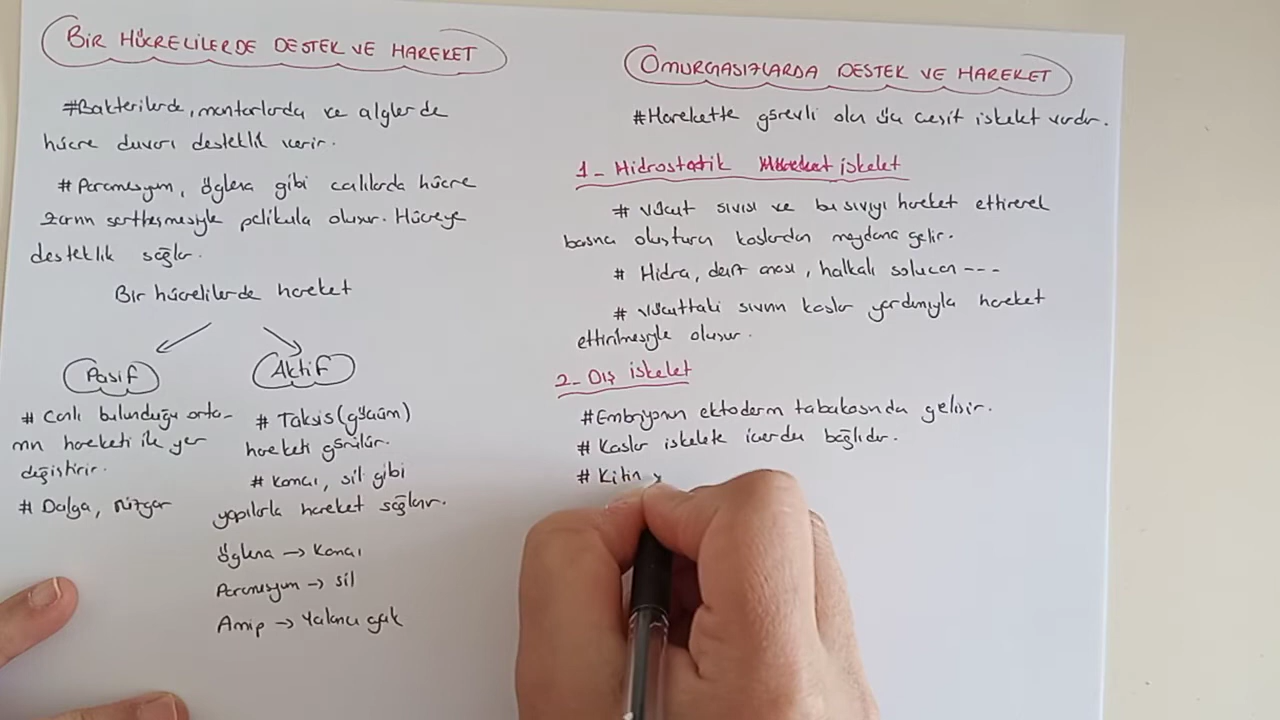 BİR HÜCRELİLERDE DESTEK VE HAREKET
#Bakterilerde, mantarlarda ve alglerde
hücre duvarı desteklik verir.
# Paramesyum, öglena gibi canlılarda hücre
zarının sertleşmesiyle pelikula oluşur. Hücreye
desteklik sağlar.
Bir hücrelilerde hareket
Pasif
# Canlı bulunduğu orta-
mın hareketi ile yer
değiştirir.
# Dalga, rüzgar
Aktif
# Taksis (göçüm)
hareketi görülür.
# Kamçı, sil gibi
yapılarla hareket sağlanır.
Öglena → Kamçı
Paramesyum → sil
Amip → Yalancı ayak
OMURGASIZLARDA DESTEK VE HAREKET
#Harekette görevli olan üç çeşit iskelet vardır.
1- Hidrostatik iskelet
# Vücut sıvısı ve bu sıvıyı hareket ettirerek
basınç oluşturan kaslardan meydana gelir.
# Hidra, deniz anası, halkalı solucan ---
# Vücuttaki sıvının kaslar yardımıyla hareket
ettirilmesiyle oluşur.
2- Dış iskelet
#Embriyonun ektoderm tabakasından gelişir.
# Kaslar iskelete içerden bağlıdır.
# Kitin